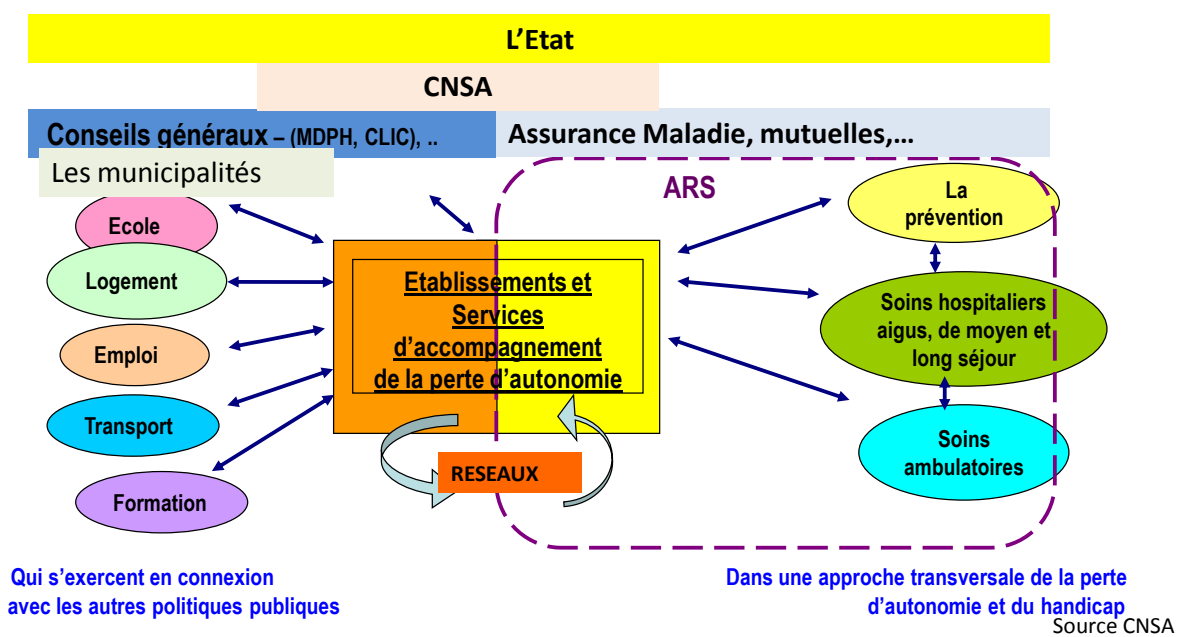 L’Etat
CNSA
Conseils généraux – (MDPH, CLIC), ..
Assurance Maladie, mutuelles,…
Les municipalités
ARS
Ecole
Logement
Emploi
Transport
Formation
Etablissements et
Services
d’accompagnement
de la perte d’autonomie
RESEAUX
La
prévention
Soins hospitaliers
aigus, de moyen et
long séjour
Soins
ambulatoires
Qui s’exercent en connexion
avec les autres politiques publiques
Dans une approche transversale de la perte
d’autonomie et du handicap
Source CNSA